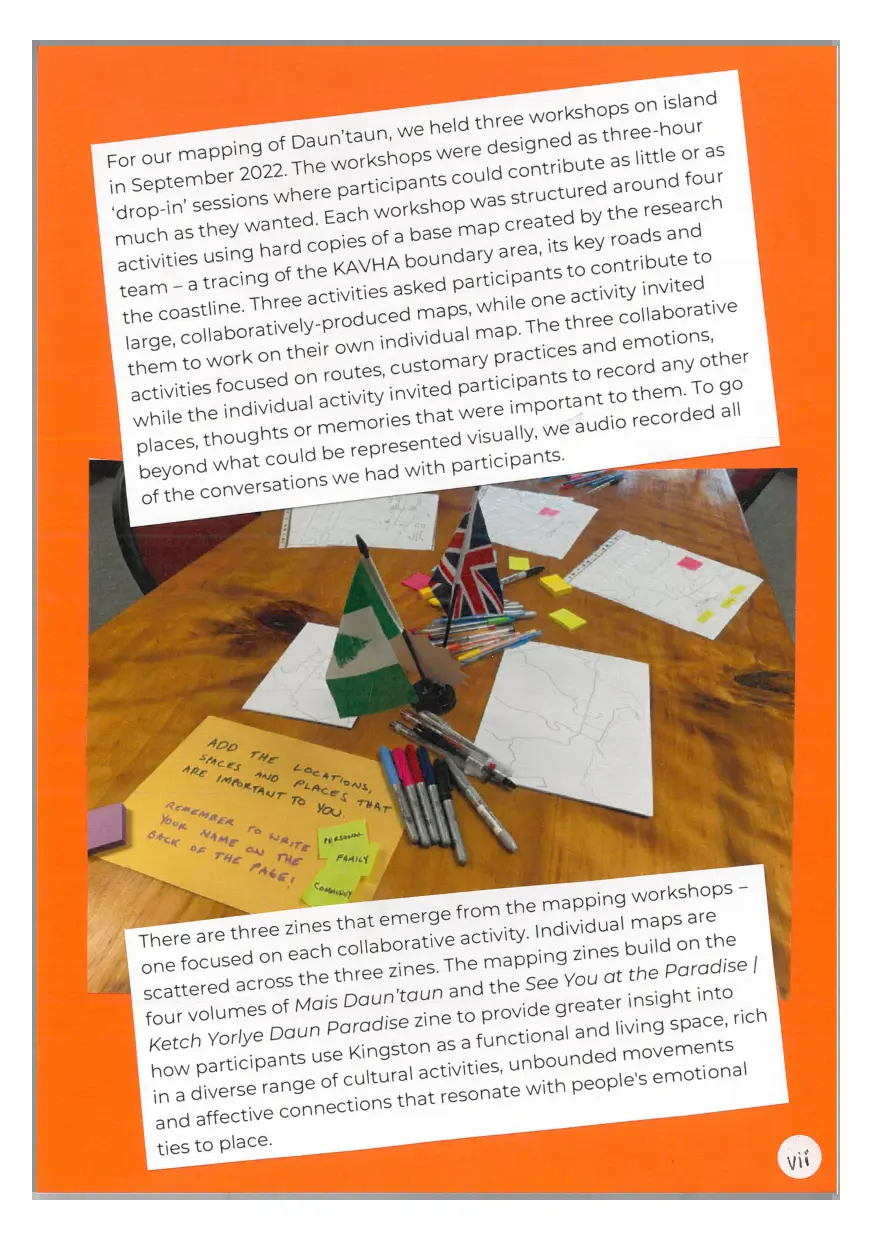 For our mapping of Daun'taun, we held three workshops on island
in September 2022. The workshops were designed as three-hour
'drop-in' sessions where participants could contribute as little or as
much as they wanted. Each workshop was structured around four
activities using hard copies of a base map created by the research
team – a tracing of the KAVHA boundary area, its key roads and
the coastline. Three activities asked participants to contribute to
large, collaboratively-produced maps, while one activity invited
them to work on their own individual map. The three collaborative
activities focused on routes, customary practices and emotions,
while the individual activity invited participants to record any other
places, thoughts or memories that were important to them. To go
beyond what could be represented visually, we audio recorded all
of the conversations we had with participants.
ADD THE LOCATIONS,
SPACES AND PLACES THAT
ARE IMPORTANT TO YOU.
REMEMBER TO WRITE
YOUR NAME ON THE
BACK OF THE PAGE!
PERSONAL
FAMILY
COMMUNITY
There are three zines that emerge from the mapping workshops –
one focused on each collaborative activity. Individual maps are
scattered across the three zines. The mapping zines build on the
four volumes of Mais Daun'taun and the See You at the Paradise |
Ketch Yorlye Daun Paradise zine to provide greater insight into
how participants use Kingston as a functional and living space, rich
in a diverse range of cultural activities, unbounded movements
and affective connections that resonate with people's emotional
ties to place.
vii